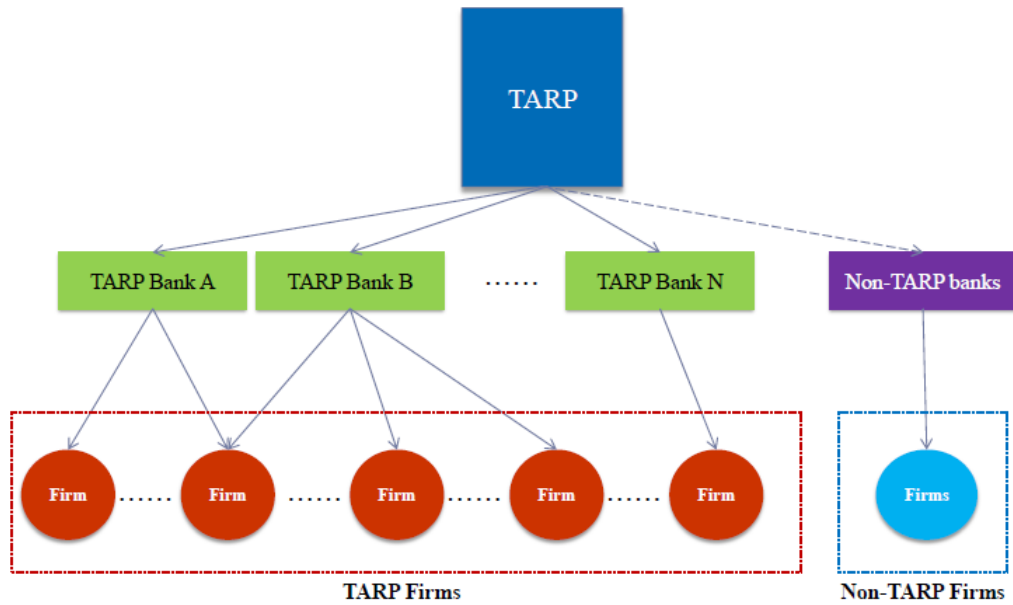 TARP
TARP Bank A
TARP Bank B
......
TARP Bank N
Non-TARP banks
Firm ...... Firm ...... Firm ...... Firm ...... Firm
Firms
TARP Firms
Non-TARP Firms